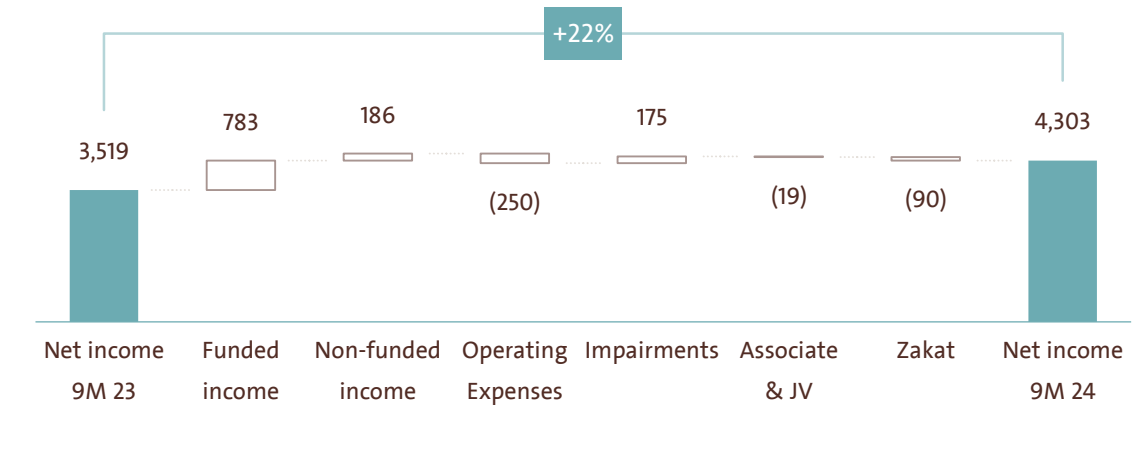 +22%
3,519
783
186
(250)
175
(19)
(90)
4,303
Net income
9M 23
Funded
income
Non-funded
income
Operating
Expenses
Impairments
Associate
& JV
Zakat
Net income
9M 24